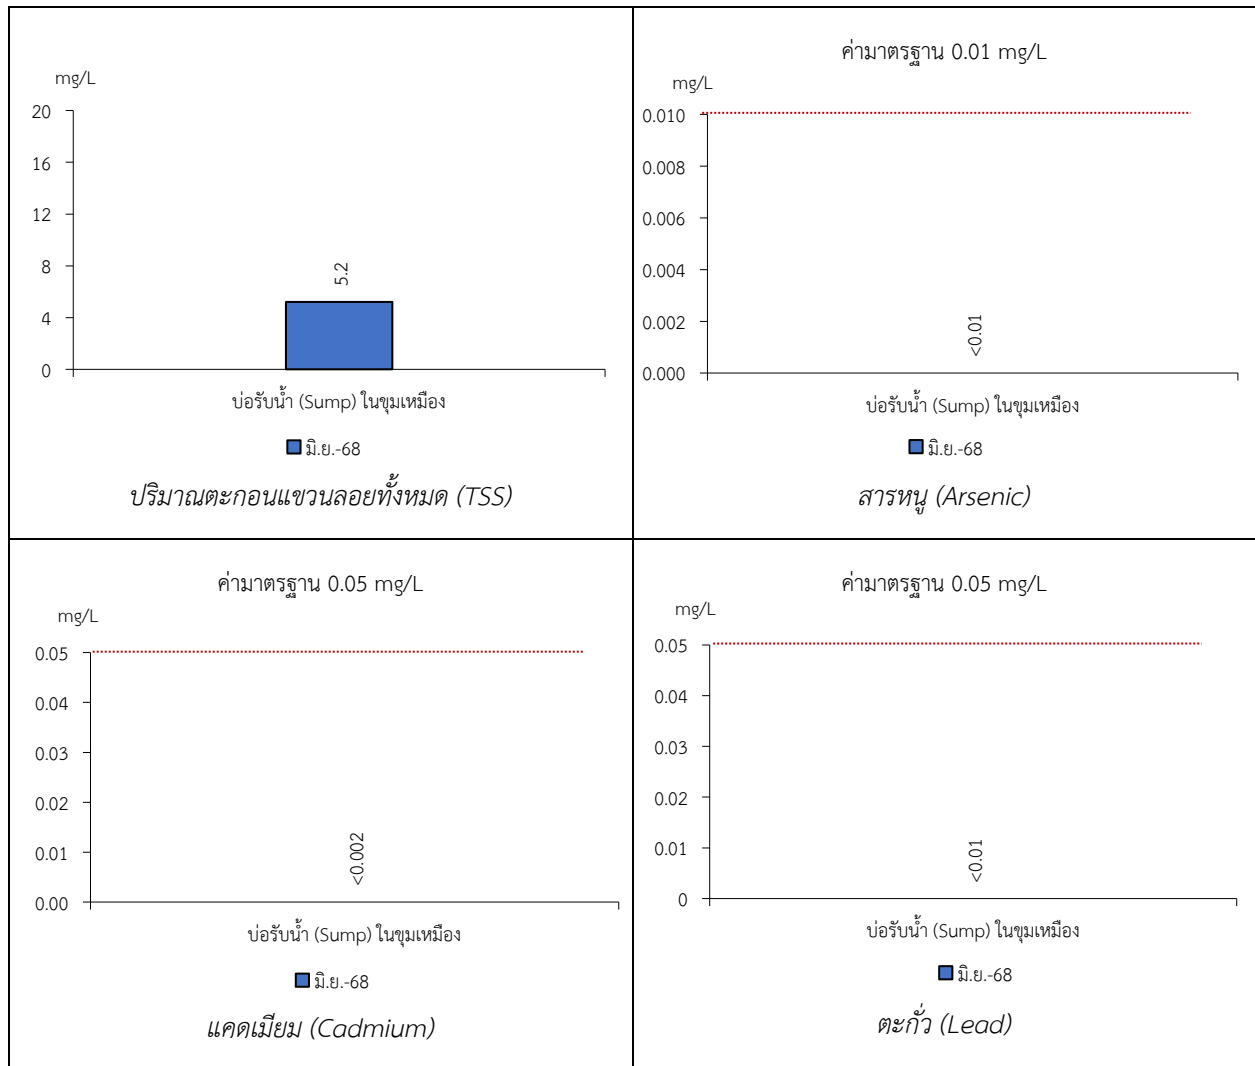 mg/L
20
16
12
8
4
0
5.2
บ่อรับน้ำ (Sump) ในขุมเหมือง
มิ.ย.-68
ปริมาณตะกอนแขวนลอยทั้งหมด (TSS)
ค่ามาตรฐาน 0.01 mg/L
mg/L
0.010
0.008
0.006
0.004
0.002
0.000
<0.01
บ่อรับน้ำ (Sump) ในขุมเหมือง
มิ.ย.-68
สารหนู (Arsenic)
ค่ามาตรฐาน 0.05 mg/L
mg/L
0.05
0.04
0.03
0.02
0.01
0.00
<0.002
บ่อรับน้ำ (Sump) ในขุมเหมือง
มิ.ย.-68
แคดเมียม (Cadmium)
ค่ามาตรฐาน 0.05 mg/L
mg/L
0.05
0.04
0.03
0.02
0.01
0
<0.01
บ่อรับน้ำ (Sump) ในขุมเหมือง
มิ.ย.-68
ตะกั่ว (Lead)